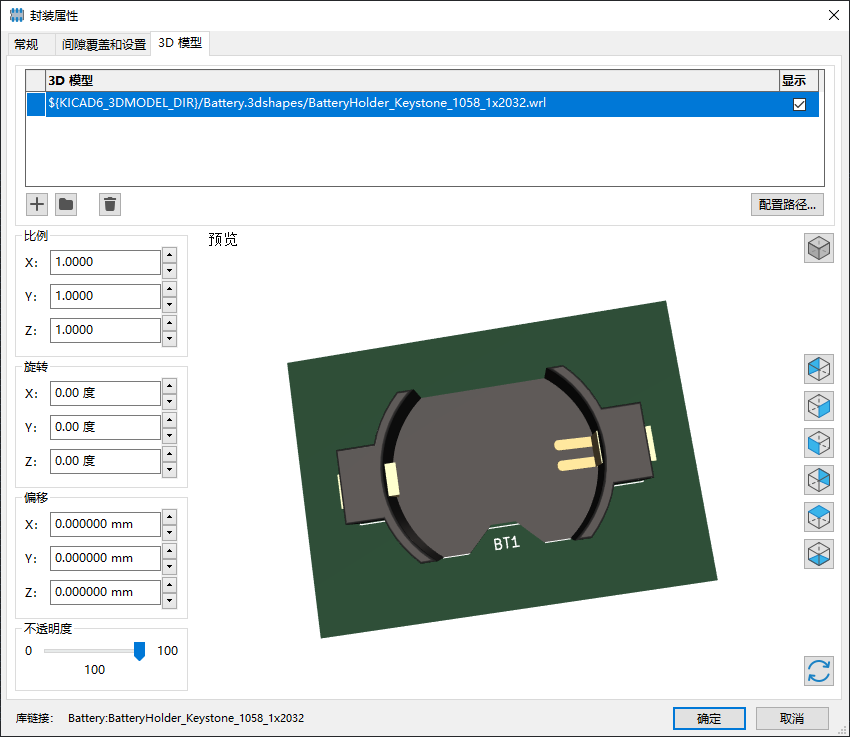 封装属性
常规 间隙覆盖和设置 3D 模型
3D 模型 显示
${KICAD6_3DMODEL_DIR}/Battery.3dshapes/BatteryHolder_Keystone_1058_1x2032.wrl
配置路径...
比例
预览
X: 1.0000
Y: 1.0000
Z: 1.0000
旋转
X: 0.00 度
Y: 0.00 度
Z: 0.00 度
偏移
X: 0.000000 mm
Y: 0.000000 mm
Z: 0.000000 mm
BT1
不透明度
0 100
100
库链接: Battery:BatteryHolder_Keystone_1058_1x2032
确定 取消